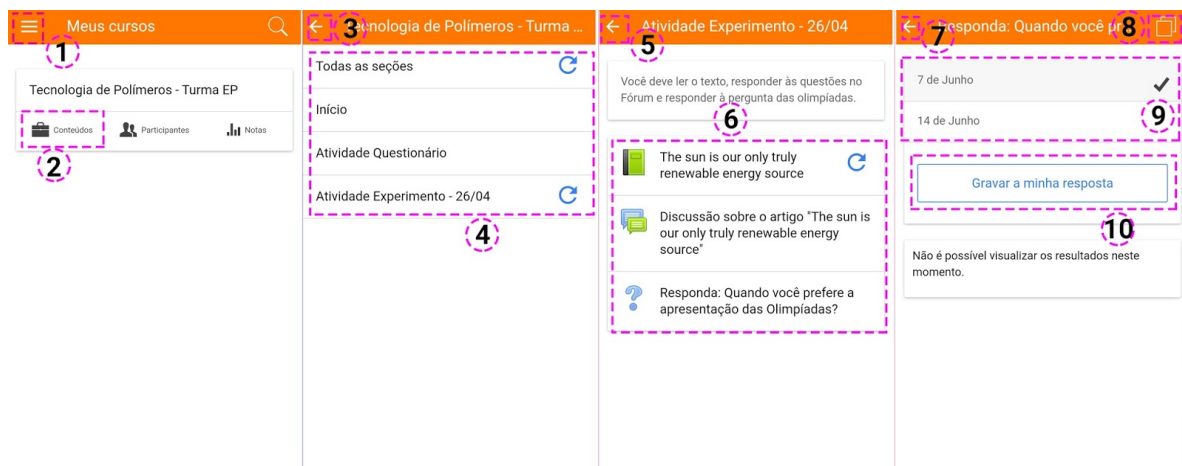 Meus cursos
1
Tecnologia de Polímeros - Turma EP
Conteúdos
Participantes
Notas
2
Tecnologia de Polímeros - Turma ...
3
Todas as seções
Início
Atividade Questionário
Atividade Experimento - 26/04
4
Atividade Experimento - 26/04
5
Você deve ler o texto, responder às questões no
Fórum e responder à pergunta das olimpíadas.
6
The sun is our only truly
renewable energy source
Discussão sobre o artigo "The sun is
our only truly renewable energy
source"
Responda: Quando você prefere a
apresentação das Olimpíadas?
Responda: Quando você p
7
8
7 de Junho
14 de Junho
9
Gravar a minha resposta
10
Não é possível visualizar os resultados neste
momento.